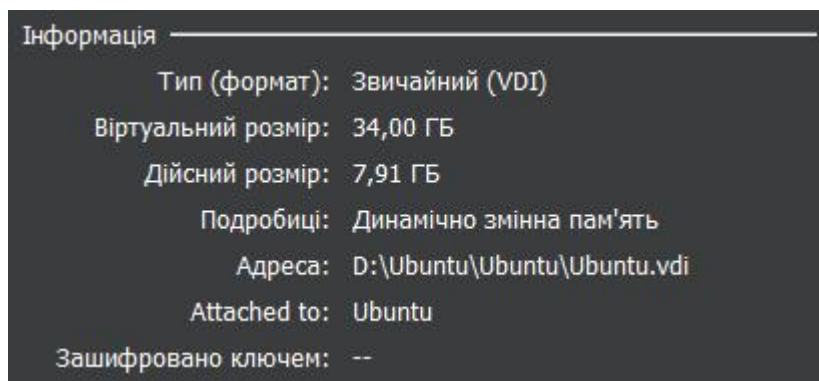 Інформація
Тип (формат): Звичайний (VDI)
Віртуальний розмір: 34,00 ГБ
Дійсний розмір: 7,91 ГБ
Подробиці: Динамічно змінна пам'ять
Адреса: D:\Ubuntu\Ubuntu\Ubuntu.vdi
Attached to: Ubuntu
Зашифровано ключем: --